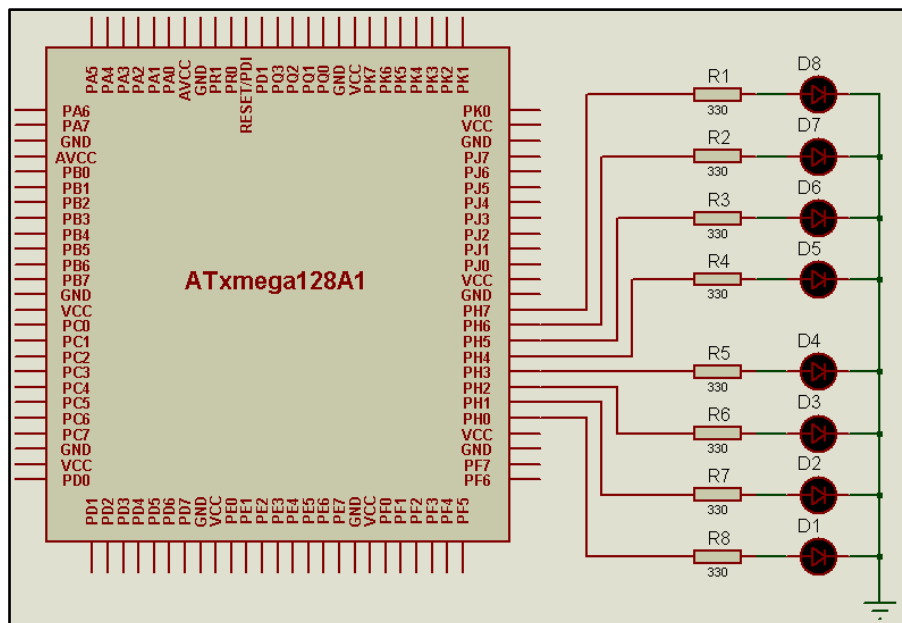 PA5
PA4
PA3
PA2
PA1
PA0
AVCC
GND
PR1
PR0
RESET/PDI
PD1
PQ3
PQ2
PQ1
PQ0
GND
VCC
PK7
PK6
PK5
PK4
PK3
PK2
PK1
PA6
PA7
GND
AVCC
PB0
PB1
PB2
PB3
PB4
PB5
PB6
PB7
GND
VCC
PC0
PC1
PC2
PC3
PC4
PC5
PC6
PC7
GND
VCC
PD0
ATxmega128A1
PK0
VCC
GND
PJ7
PJ6
PJ5
PJ4
PJ3
PJ2
PJ1
PJ0
VCC
GND
PH7
PH6
PH5
PH4
PH3
PH2
PH1
PH0
VCC
GND
PF7
PF6
PD1
PD2
PD3
PD4
PD5
PD6
PD7
GND
VCC
PE0
PE1
PE2
PE3
PE4
PE5
PE6
PE7
GND
VCC
PF0
PF1
PF2
PF3
PF4
PF5
R1
330
D8
R2
330
D7
R3
330
D6
R4
330
D5
R5
330
D4
R6
330
D3
R7
330
D2
R8
330
D1